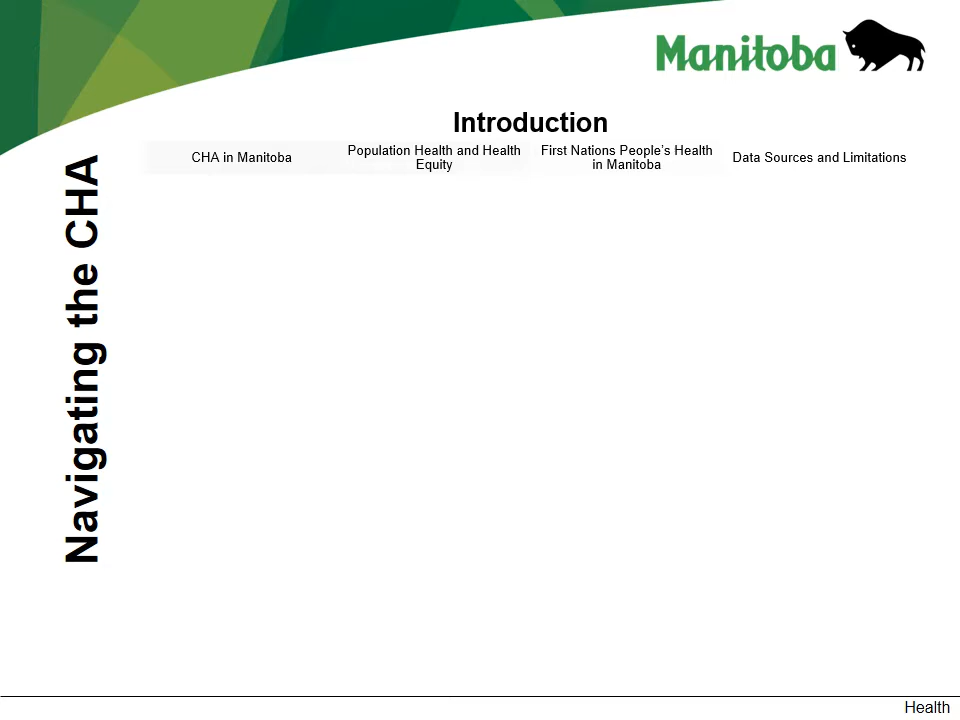 Manitoba
Introduction
CHA in Manitoba
Population Health and Health
Equity
First Nations People’s Health
in Manitoba
Data Sources and Limitations
Navigating the CHA
Health